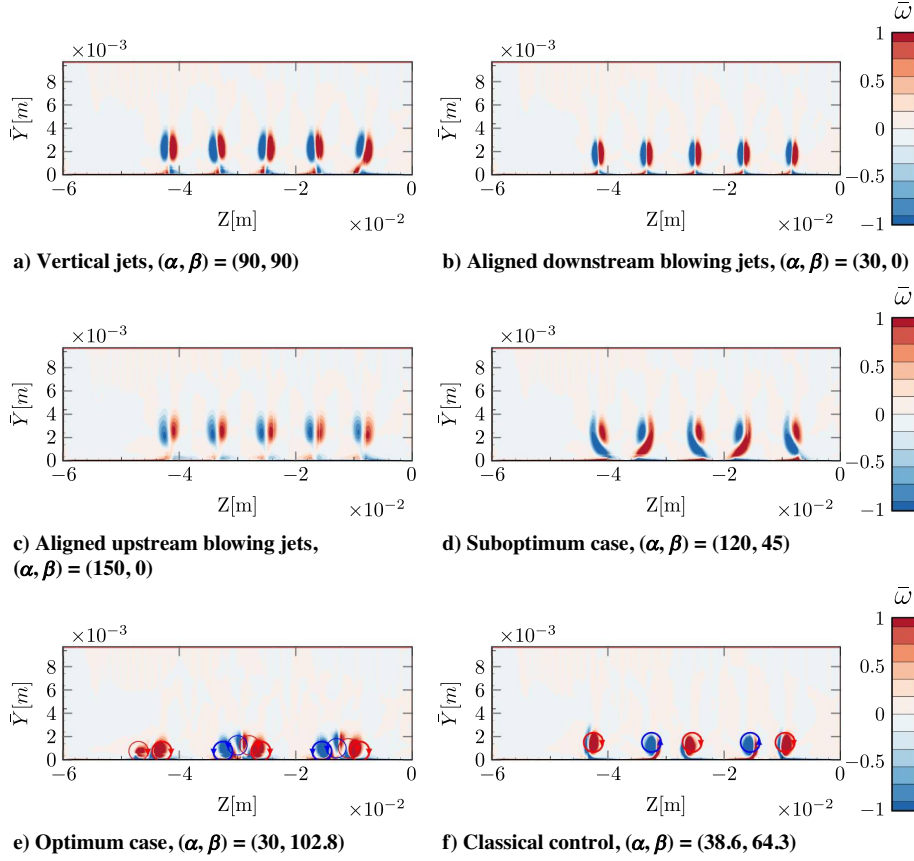 ω̄
×10⁻³
1
8
6
Ȳ[m]
4
2
0
−6 −4 −2 0
Z[m]
×10⁻²
×10⁻³
8
6
Ȳ[m]
4
2
0
−6 −4 −2 0
Z[m]
×10⁻²
0.5
0
−0.5
−1
a) Vertical jets, (α, β) = (90, 90)
b) Aligned downstream blowing jets, (α, β) = (30, 0)
ω̄
×10⁻³
8
6
Ȳ[m]
4
2
0
−6 −4 −2 0
Z[m]
×10⁻²
×10⁻³
8
6
Ȳ[m]
4
2
0
−6 −4 −2 0
Z[m]
×10⁻²
1
0.5
0
−0.5
−1
c) Aligned upstream blowing jets,
(α, β) = (150, 0)
d) Suboptimum case, (α, β) = (120, 45)
ω̄
×10⁻³
8
6
Ȳ[m]
4
2
0
−6 −4 −2 0
Z[m]
×10⁻²
×10⁻³
8
6
Ȳ[m]
4
2
0
−6 −4 −2 0
Z[m]
×10⁻²
1
0.5
0
−0.5
−1
e) Optimum case, (α, β) = (30, 102.8)
f) Classical control, (α, β) = (38.6, 64.3)